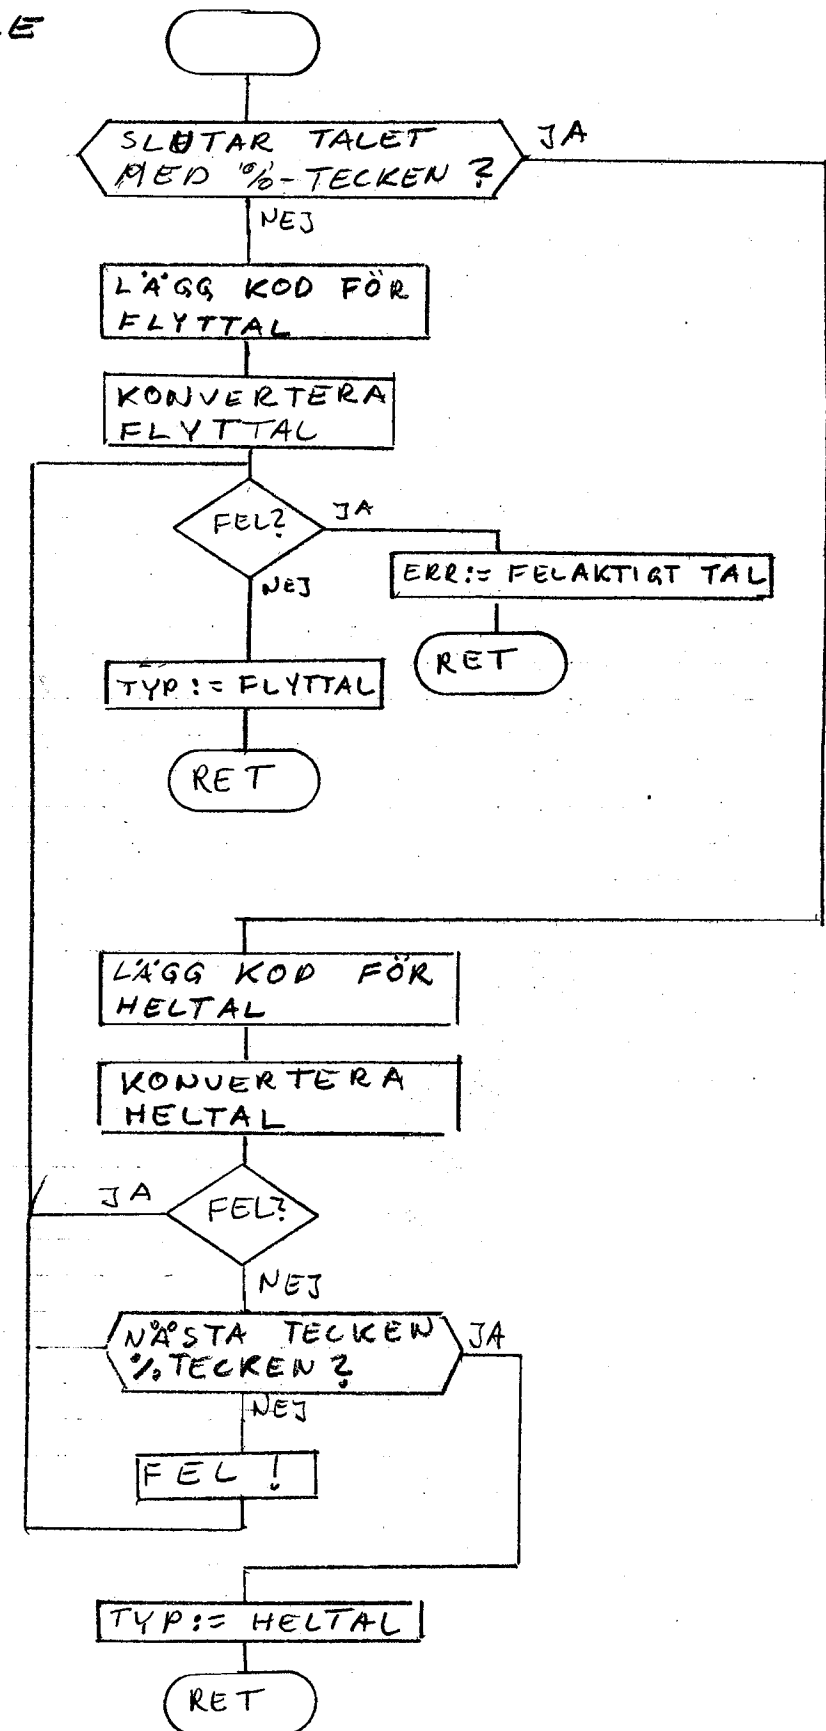 SLUTAR TALET
MED %-TECKEN ?
JA
NEJ
LÄGG KOD FÖR
FLYTTAL
KONVERTERA
FLYTTAL
FEL?
JA
NEJ
ERR:= FELAKTIGT TAL
RET
TYP := FLYTTAL
RET
LÄGG KOD FÖR
HELTAL
KONVERTERA
HELTAL
JA
FEL?
NEJ
NÄSTA TECKEN
%TECKEN ?
JA
NEJ
FEL !
TYP:= HELTAL
RET